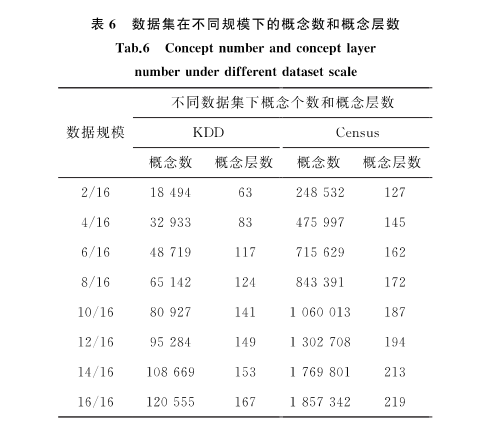 表 6 数据集在不同规模下的概念数和概念层数
Tab.6 Concept number and concept layer
number under different dataset scale
不同数据集下概念个数和概念层数
数据规模 KDD Census
概念数 概念层数 概念数 概念层数
2/16 18 494 63 248 532 127
4/16 32 933 83 475 997 145
6/16 48 719 117 715 629 162
8/16 65 142 124 843 391 172
10/16 80 927 141 1 060 013 187
12/16 95 284 149 1 302 708 194
14/16 108 669 153 1 769 801 213
16/16 120 555 167 1 857 342 219